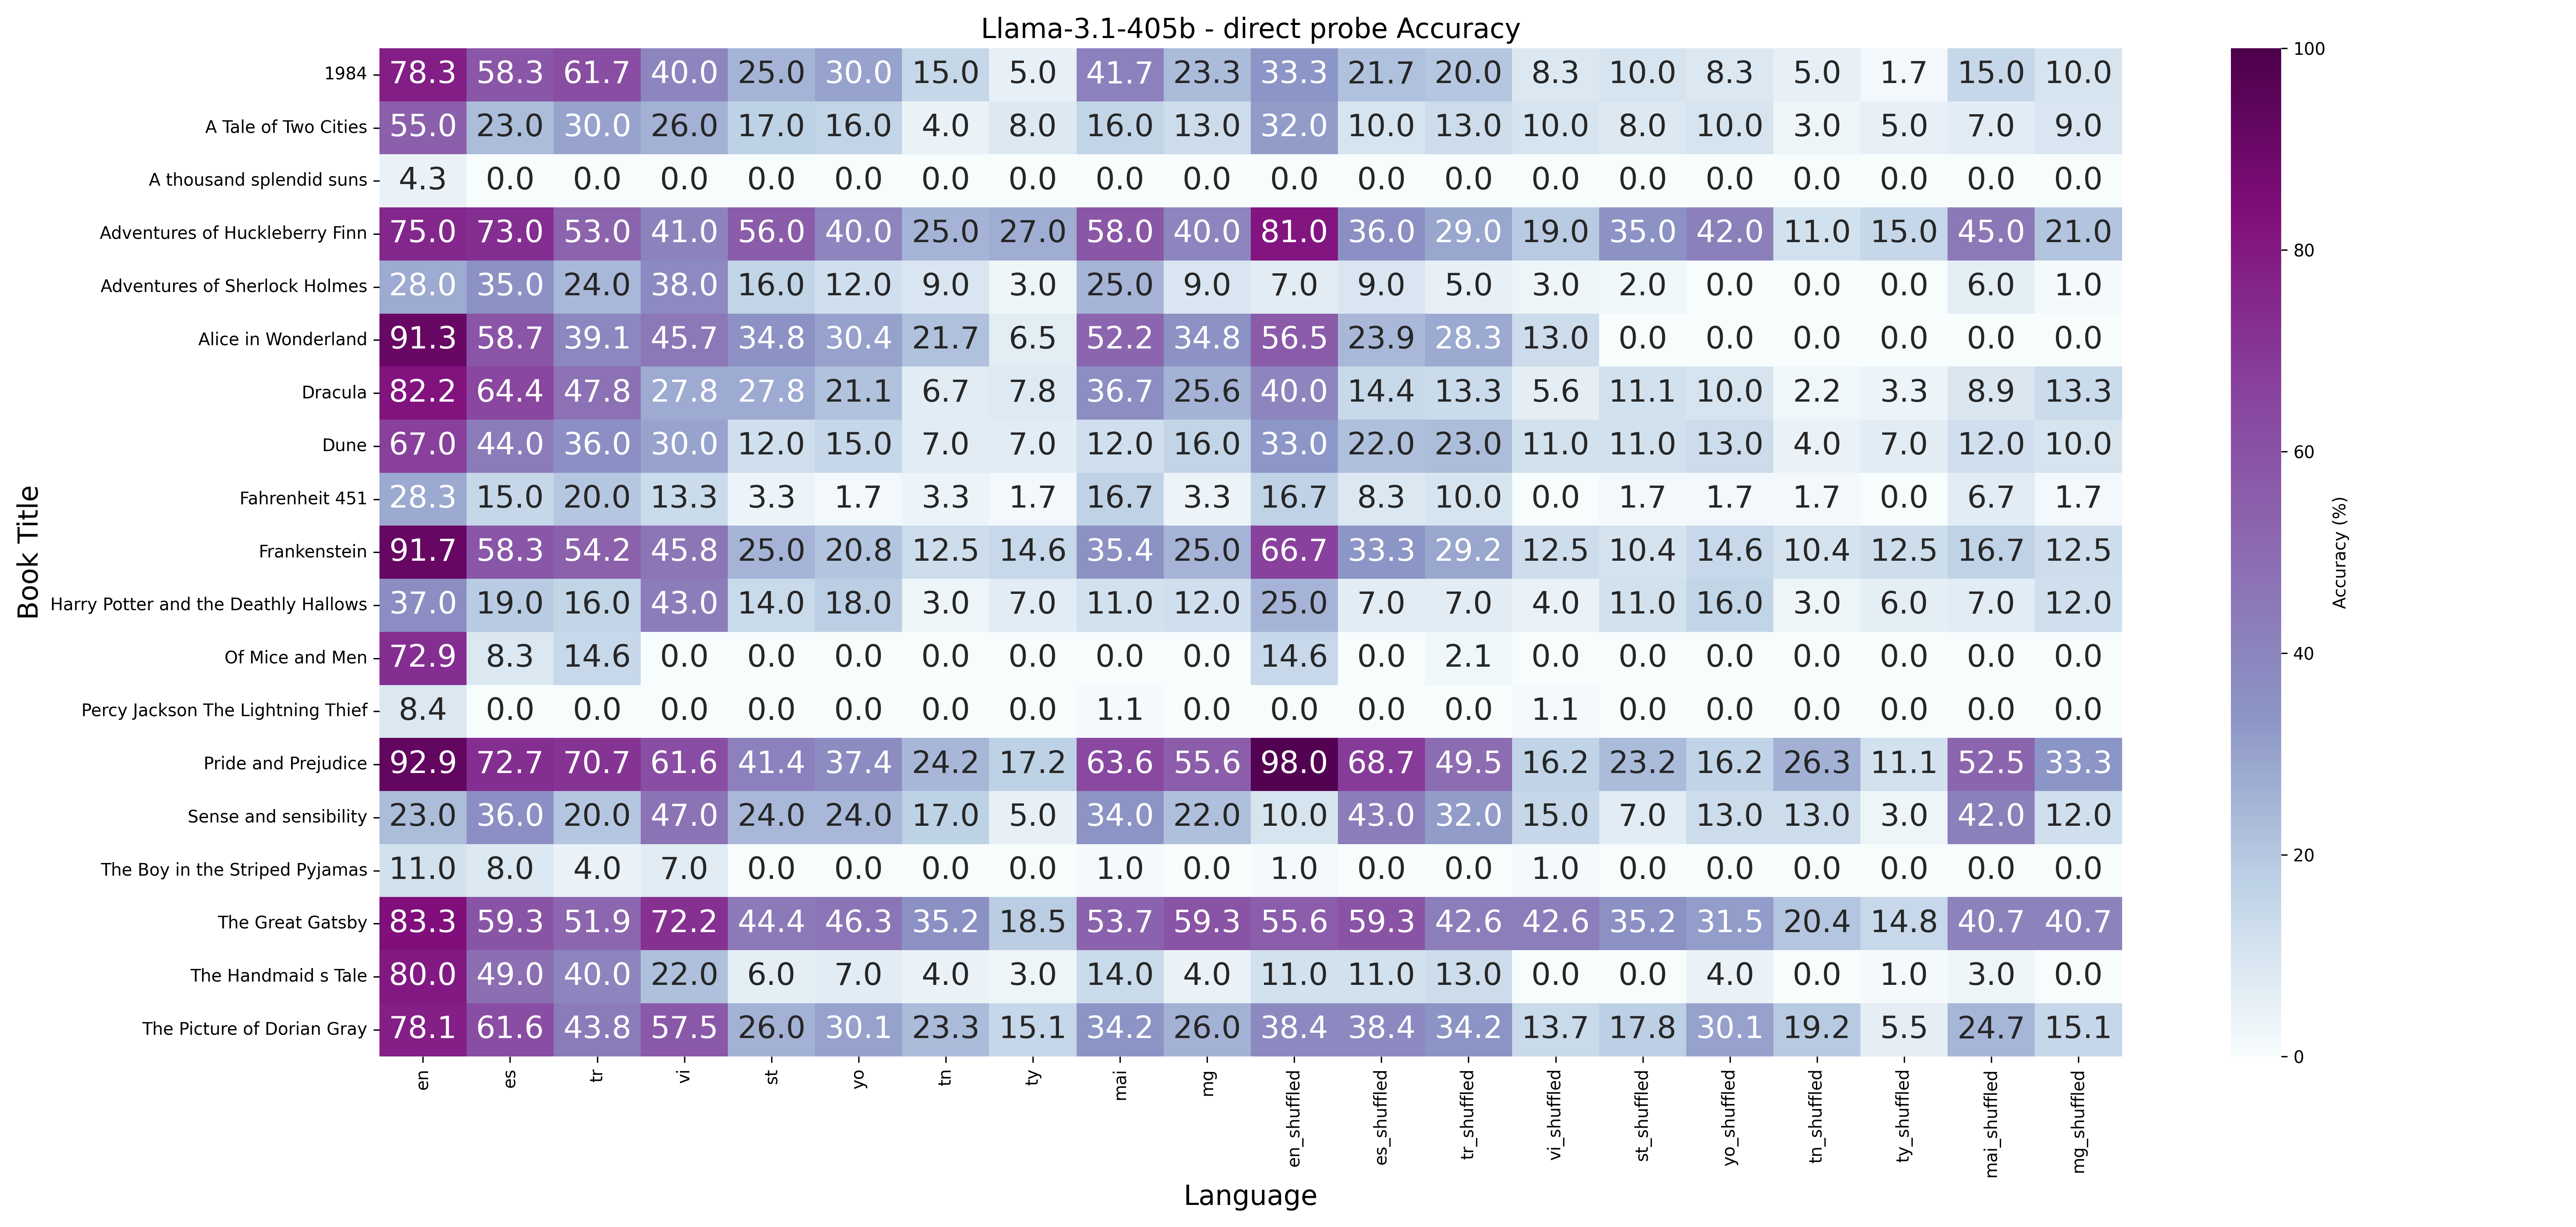 Llama-3.1-405b - direct probe Accuracy
1984 78.3 58.3 61.7 40.0 25.0 30.0 15.0 5.0 41.7 23.3 33.3 21.7 20.0 8.3 10.0 8.3 5.0 1.7 15.0 10.0
A Tale of Two Cities 55.0 23.0 30.0 26.0 17.0 16.0 4.0 8.0 16.0 13.0 32.0 10.0 13.0 10.0 8.0 10.0 3.0 5.0 7.0 9.0
A thousand splendid suns 4.3 0.0 0.0 0.0 0.0 0.0 0.0 0.0 0.0 0.0 0.0 0.0 0.0 0.0 0.0 0.0 0.0 0.0 0.0 0.0
Adventures of Huckleberry Finn 75.0 73.0 53.0 41.0 56.0 40.0 25.0 27.0 58.0 40.0 81.0 36.0 29.0 19.0 35.0 42.0 11.0 15.0 45.0 21.0
Adventures of Sherlock Holmes 28.0 35.0 24.0 38.0 16.0 12.0 9.0 3.0 25.0 9.0 7.0 9.0 5.0 3.0 2.0 0.0 0.0 0.0 6.0 1.0
Alice in Wonderland 91.3 58.7 39.1 45.7 34.8 30.4 21.7 6.5 52.2 34.8 56.5 23.9 28.3 13.0 0.0 0.0 0.0 0.0 0.0 0.0
Dracula 82.2 64.4 47.8 27.8 27.8 21.1 6.7 7.8 36.7 25.6 40.0 14.4 13.3 5.6 11.1 10.0 2.2 3.3 8.9 13.3
Dune 67.0 44.0 36.0 30.0 12.0 15.0 7.0 7.0 12.0 16.0 33.0 22.0 23.0 11.0 11.0 13.0 4.0 7.0 12.0 10.0
Fahrenheit 451 28.3 15.0 20.0 13.3 3.3 1.7 3.3 1.7 16.7 3.3 16.7 8.3 10.0 0.0 1.7 1.7 1.7 0.0 6.7 1.7
Frankenstein 91.7 58.3 54.2 45.8 25.0 20.8 12.5 14.6 35.4 25.0 66.7 33.3 29.2 12.5 10.4 14.6 10.4 12.5 16.7 12.5
Harry Potter and the Deathly Hallows 37.0 19.0 16.0 43.0 14.0 18.0 3.0 7.0 11.0 12.0 25.0 7.0 7.0 4.0 11.0 16.0 3.0 6.0 7.0 12.0
Of Mice and Men 72.9 8.3 14.6 0.0 0.0 0.0 0.0 0.0 0.0 0.0 14.6 0.0 2.1 0.0 0.0 0.0 0.0 0.0 0.0 0.0
Percy Jackson The Lightning Thief 8.4 0.0 0.0 0.0 0.0 0.0 0.0 0.0 1.1 0.0 0.0 0.0 0.0 1.1 0.0 0.0 0.0 0.0 0.0 0.0
Pride and Prejudice 92.9 72.7 70.7 61.6 41.4 37.4 24.2 17.2 63.6 55.6 98.0 68.7 49.5 16.2 23.2 16.2 26.3 11.1 52.5 33.3
Sense and sensibility 23.0 36.0 20.0 47.0 24.0 24.0 17.0 5.0 34.0 22.0 10.0 43.0 32.0 15.0 7.0 13.0 13.0 3.0 42.0 12.0
The Boy in the Striped Pyjamas 11.0 8.0 4.0 7.0 0.0 0.0 0.0 0.0 1.0 0.0 1.0 0.0 0.0 1.0 0.0 0.0 0.0 0.0 0.0 0.0
The Great Gatsby 83.3 59.3 51.9 72.2 44.4 46.3 35.2 18.5 53.7 59.3 55.6 59.3 42.6 42.6 35.2 31.5 20.4 14.8 40.7 40.7
The Handmaid s Tale 80.0 49.0 40.0 22.0 6.0 7.0 4.0 3.0 14.0 4.0 11.0 11.0 13.0 0.0 0.0 4.0 0.0 1.0 3.0 0.0
The Picture of Dorian Gray 78.1 61.6 43.8 57.5 26.0 30.1 23.3 15.1 34.2 26.0 38.4 38.4 34.2 13.7 17.8 30.1 19.2 5.5 24.7 15.1
en es tr vi st yo tn ty mai mg en_shuffled es_shuffled tr_shuffled vi_shuffled st_shuffled yo_shuffled tn_shuffled ty_shuffled mai_shuffled mg_shuffled
Language
Book Title
100
80
60
40
20
0
Accuracy (%)